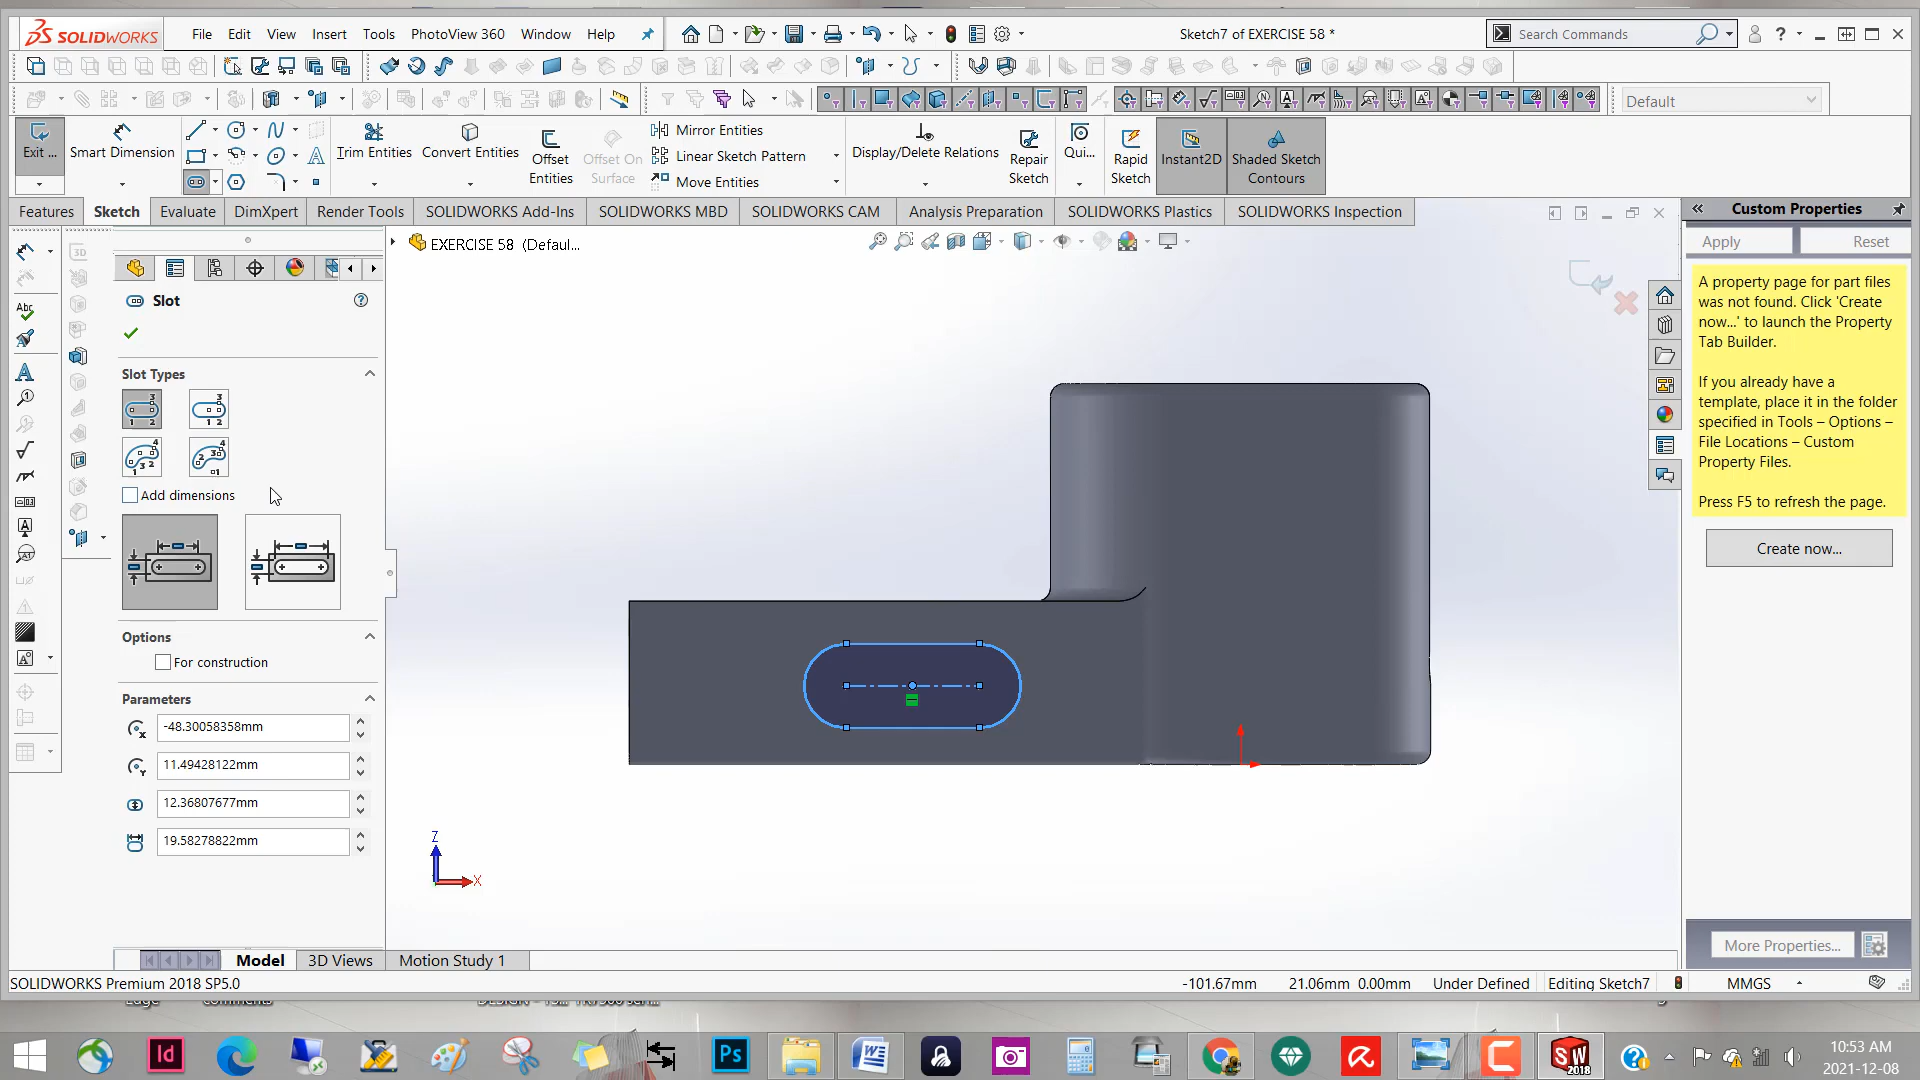 SOLIDWORKS
File Edit View Insert Tools PhotoView 360 Window Help
Sketch7 of EXERCISE 58 *
Search Commands
Default
Exit ...
Smart Dimension
Trim Entities
Convert Entities
Offset Entities
Offset On Surface
Mirror Entities
Linear Sketch Pattern
Move Entities
Display/Delete Relations
Repair Sketch
Qui...
Rapid Sketch
Instant2D
Shaded Sketch Contours
Features Sketch Evaluate DimXpert Render Tools SOLIDWORKS Add-Ins SOLIDWORKS MBD SOLIDWORKS CAM Analysis Preparation SOLIDWORKS Plastics SOLIDWORKS Inspection
Custom Properties
Apply Reset
A property page for part files
was not found. Click 'Create
now...' to launch the Property
Tab Builder.
If you already have a
template, place it in the folder
specified in Tools – Options –
File Locations – Custom
Property Files.
Press F5 to refresh the page.
Create now...
More Properties...
EXERCISE 58 (Defaul...
Slot
Slot Types
Add dimensions
Options
For construction
Parameters
-48.30058358mm
11.49428122mm
12.36807677mm
19.58278822mm
Z
X
Model 3D Views Motion Study 1
SOLIDWORKS Premium 2018 SP5.0
-101.67mm 21.06mm 0.00mm Under Defined Editing Sketch7 MMGS
10:53 AM
2021-12-08